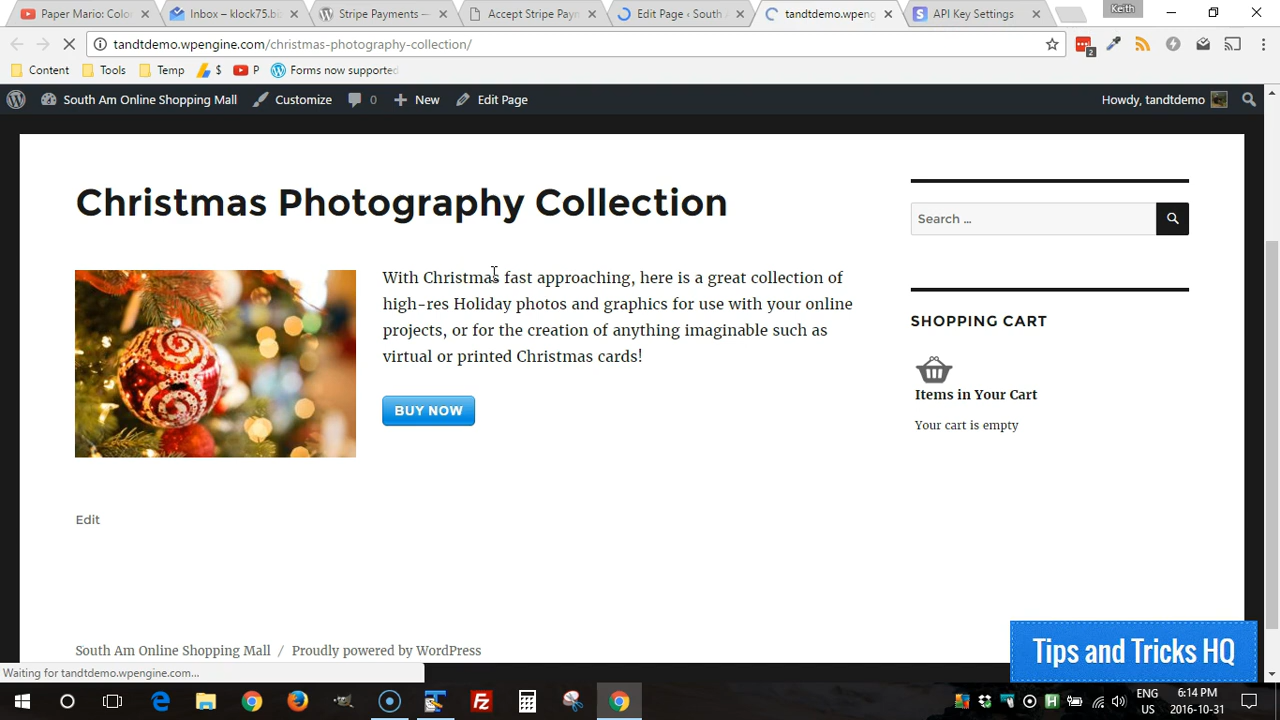 Paper Mario: Colo
Inbox – klock75.bi
Stripe Payments —
Accept Stripe Paym
Edit Page ‹ South A
tandtdemo.wpeng
API Key Settings
Keith
tandtdemo.wpengine.com/christmas-photography-collection/
2
Content
Tools
Temp
$
P
Forms now supported
South Am Online Shopping Mall
Customize
0
New
Edit Page
Howdy, tandtdemo
Christmas Photography Collection
Search …
With Christmas fast approaching, here is a great collection of
high-res Holiday photos and graphics for use with your online
projects, or for the creation of anything imaginable such as
virtual or printed Christmas cards!
BUY NOW
SHOPPING CART
Items in Your Cart
Your cart is empty
Edit
South Am Online Shopping Mall / Proudly powered by WordPress
Tips and Tricks HQ
Waiting for tandtdemo.wpengine.com...
ENG
US
6:14 PM
2016-10-31